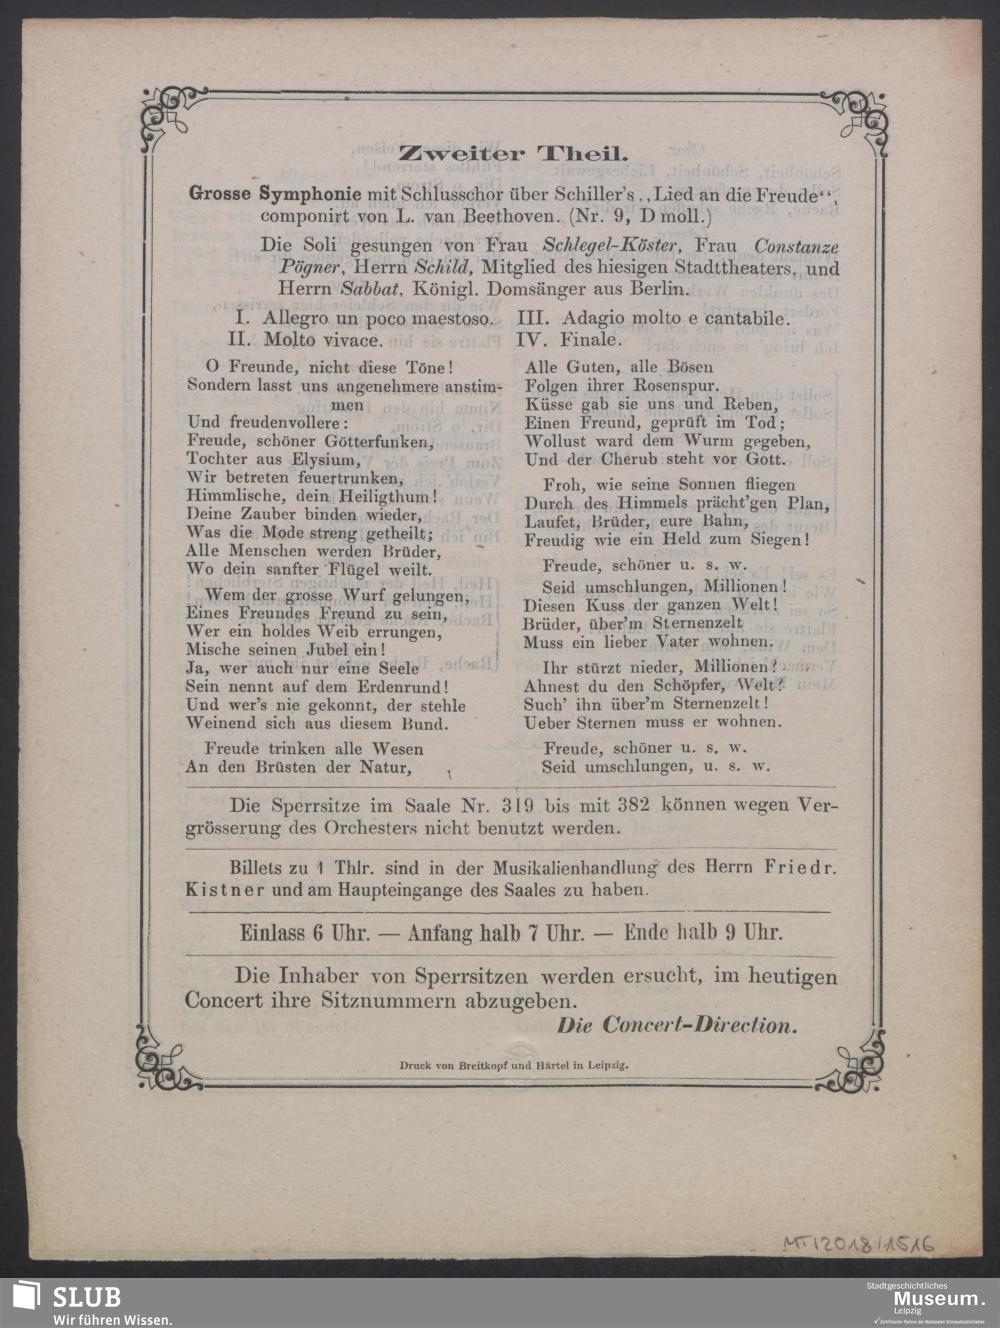 Zweiter Theil.
Grosse Symphonie mit Schlusschor über Schiller's „Lied an die Freude“,
componirt von L. van Beethoven. (Nr. 9, D moll.)
Die Soli gesungen von Frau Schlegel-Köster, Frau Constanze
Pögner, Herrn Schild, Mitglied des hiesigen Stadttheaters, und
Herrn Sabbat, Königl. Domsänger aus Berlin.
I. Allegro un poco maestoso.
II. Molto vivace.
III. Adagio molto e cantabile.
IV. Finale.
O Freunde, nicht diese Töne!
Sondern lasst uns angenehmere anstim-
men
Und freudenvollere:
Freude, schöner Götterfunken,
Tochter aus Elysium,
Wir betreten feuertrunken,
Himmlische, dein Heiligthum!
Deine Zauber binden wieder,
Was die Mode streng getheilt;
Alle Menschen werden Brüder,
Wo dein sanfter Flügel weilt.
Wem der grosse Wurf gelungen,
Eines Freundes Freund zu sein,
Wer ein holdes Weib errungen,
Mische seinen Jubel ein!
Ja, wer auch nur eine Seele
Sein nennt auf dem Erdenrund!
Und wer's nie gekonnt, der stehle
Weinend sich aus diesem Bund.
Freude trinken alle Wesen
An den Brüsten der Natur,
Alle Guten, alle Bösen
Folgen ihrer Rosenspur.
Küsse gab sie uns und Reben,
Einen Freund, geprüft im Tod;
Wollust ward dem Wurm gegeben,
Und der Cherub steht vor Gott.
Froh, wie seine Sonnen fliegen
Durch des Himmels prächt'gen Plan,
Laufet, Brüder, eure Bahn,
Freudig wie ein Held zum Siegen!
Freude, schöner u. s. w.
Seid umschlungen, Millionen!
Diesen Kuss der ganzen Welt!
Brüder, über'm Sternenzelt
Muss ein lieber Vater wohnen.
Ihr stürzt nieder, Millionen?
Ahnest du den Schöpfer, Welt?
Such' ihn über'm Sternenzelt!
Ueber Sternen muss er wohnen.
Freude, schöner u. s. w.
Seid umschlungen, u. s. w.
Die Sperrsitze im Saale Nr. 319 bis mit 382 können wegen Ver-
grösserung des Orchesters nicht benutzt werden.
Billets zu 1 Thlr. sind in der Musikalienhandlung des Herrn Friedr.
Kistner und am Haupteingange des Saales zu haben.
Einlass 6 Uhr. — Anfang halb 7 Uhr. — Ende halb 9 Uhr.
Die Inhaber von Sperrsitzen werden ersucht, im heutigen
Concert ihre Sitznummern abzugeben.
Die Concert-Direction.
Druck von Breitkopf und Härtel in Leipzig.
MT/2018/1516
SLUB
Wir führen Wissen.
Stadtgeschichtliches
Museum.
Leipzig
Zertifizierter Partner der Nationalen Klimaschutzinitiative